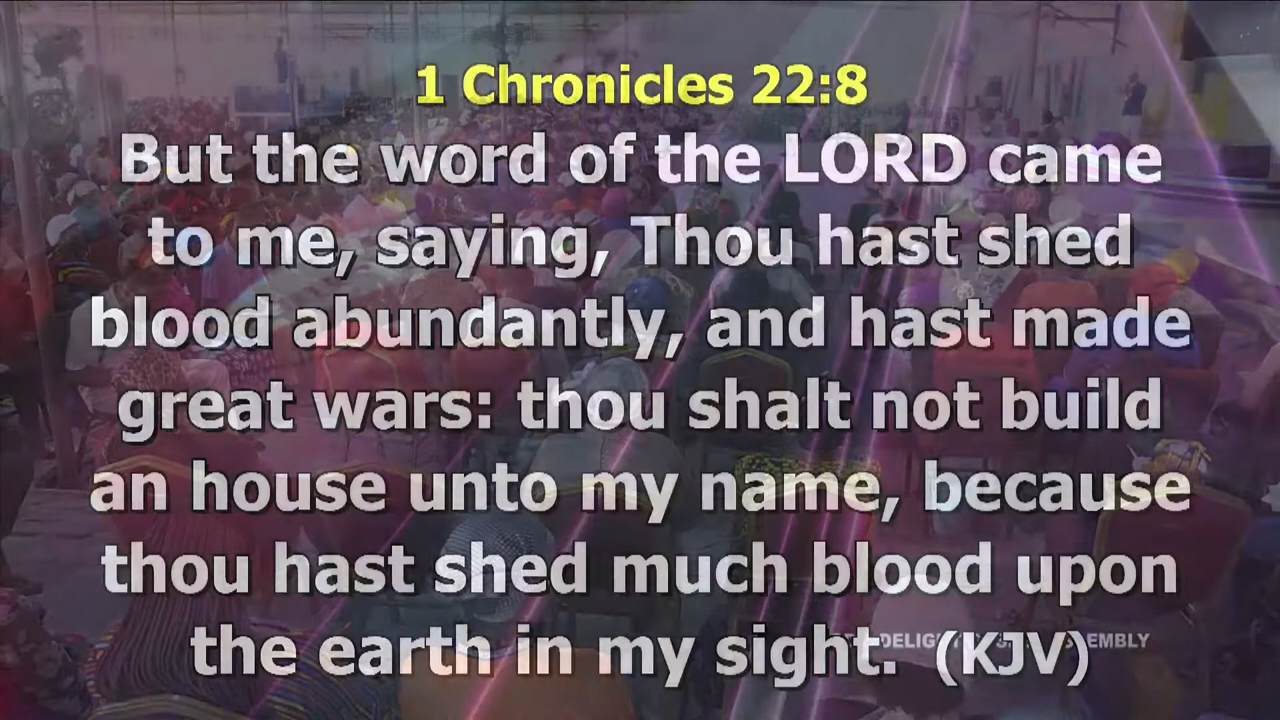 1 Chronicles 22:8
But the word of the LORD came
to me, saying, Thou hast shed
blood abundantly, and hast made
great wars: thou shalt not build
an house unto my name, because
thou hast shed much blood upon
the earth in my sight. (KJV)